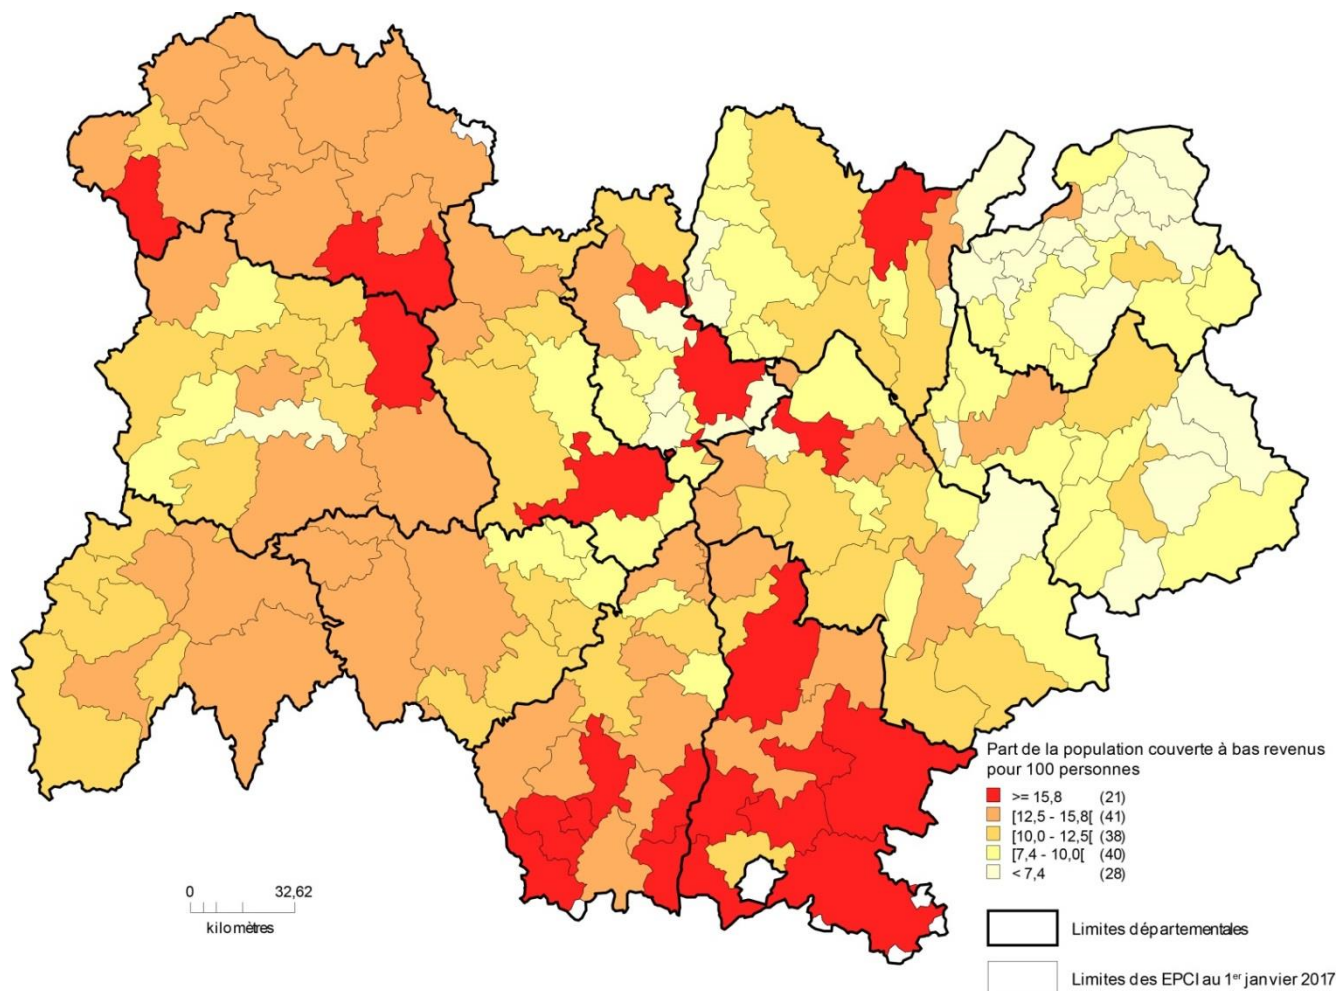 Part de la population couverte à bas revenus
pour 100 personnes
>= 15,8 (21)
[12,5 - 15,8[ (41)
[10,0 - 12,5[ (38)
[7,4 - 10,0[ (40)
< 7,4 (28)
0 32,62
kilomètres
Limites départementales
Limites des EPCI au 1er janvier 2017